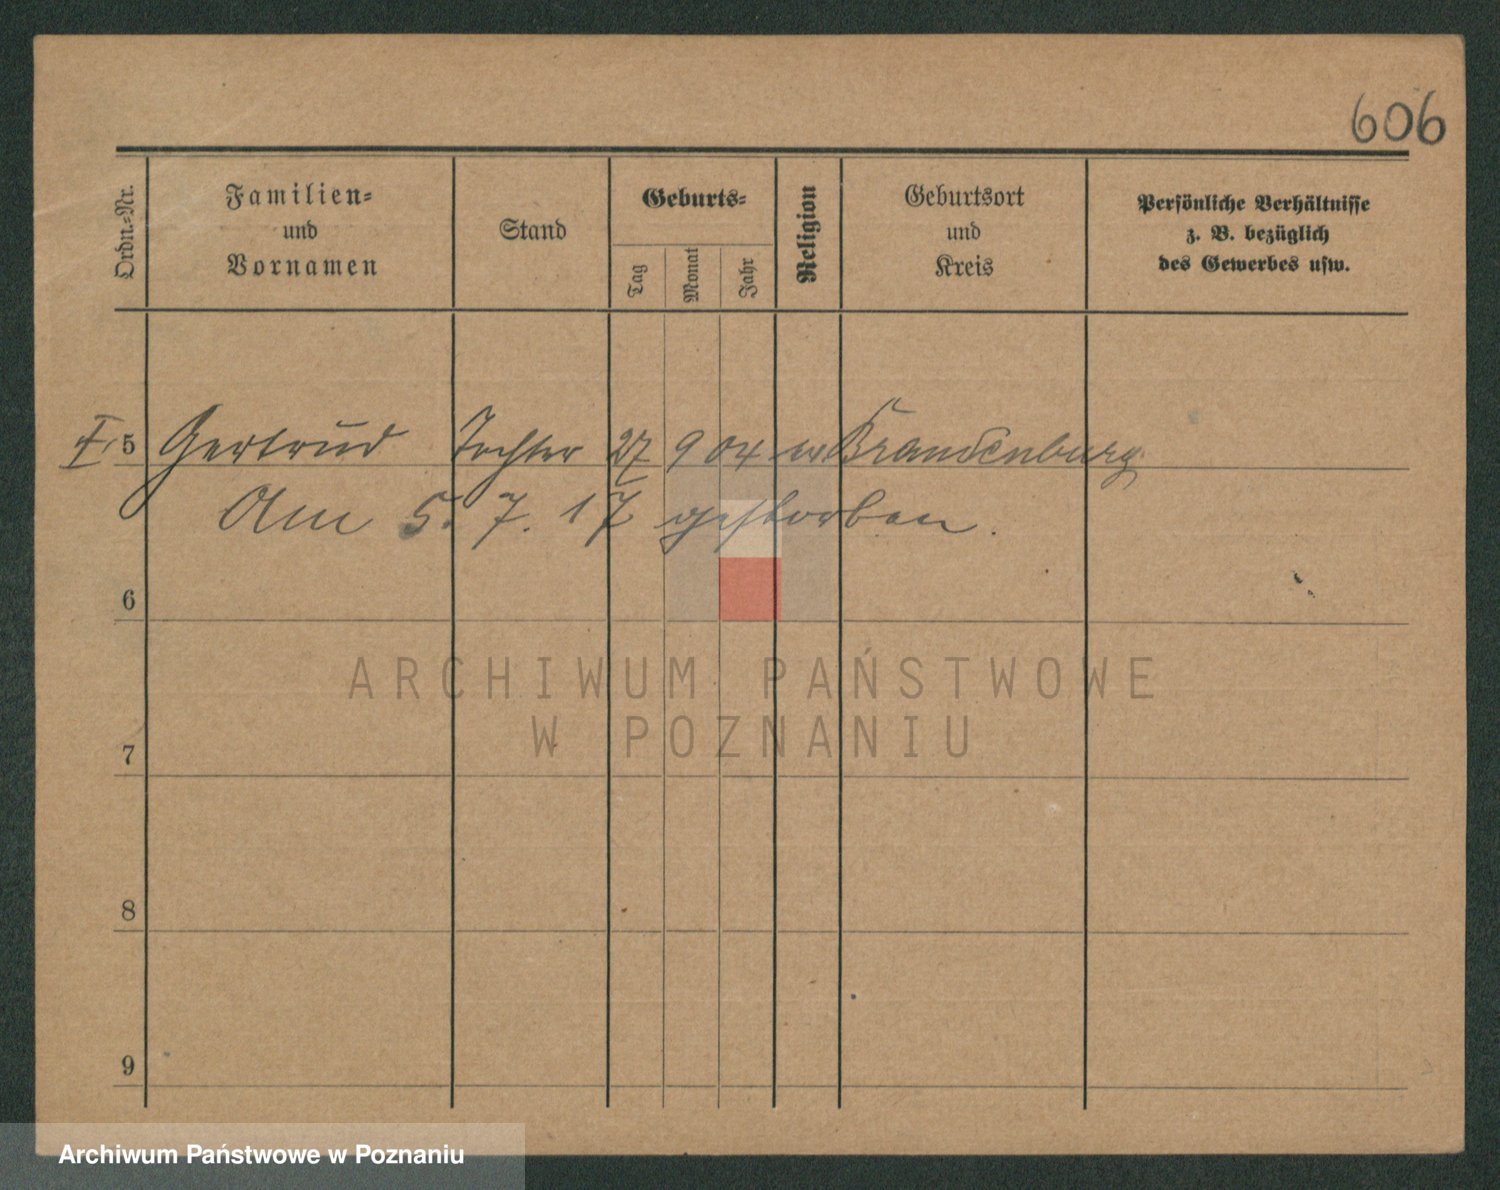 606
Ordn.-Nr.
Familien-
und
Vornamen
Stand
Geburts-
Tag
Monat
Jahr
Religion
Geburtsort
und
Kreis
Persönliche Verhältnisse
z. B. bezüglich
des Gewerbes usw.
I. 5 Gertrud Tochter 27 9 04 Brandenburg
Am 5. 7. 17 gestorben.
6
ARCHIWUM PAŃSTWOWE
W POZNANIU
7
8
9
Archiwum Państwowe w Poznaniu